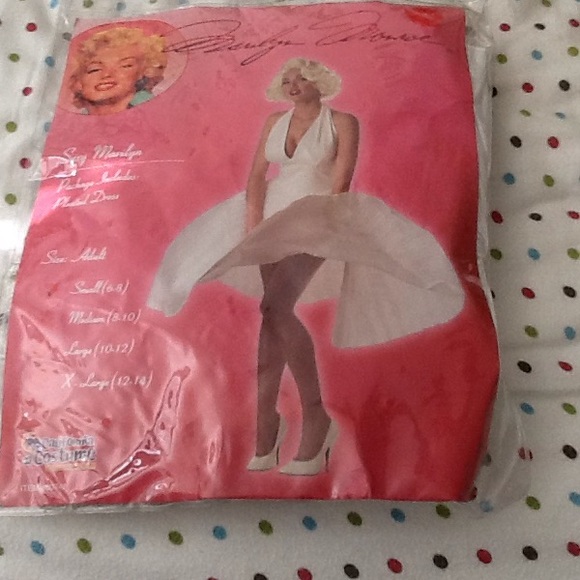 Marilyn Monroe
Sexy Marilyn
Package Includes:
Pleated Dress
Size: Adult
Small (6-8)
Medium (8-10)
Large (10-12)
X-Large (12-14)
Costume